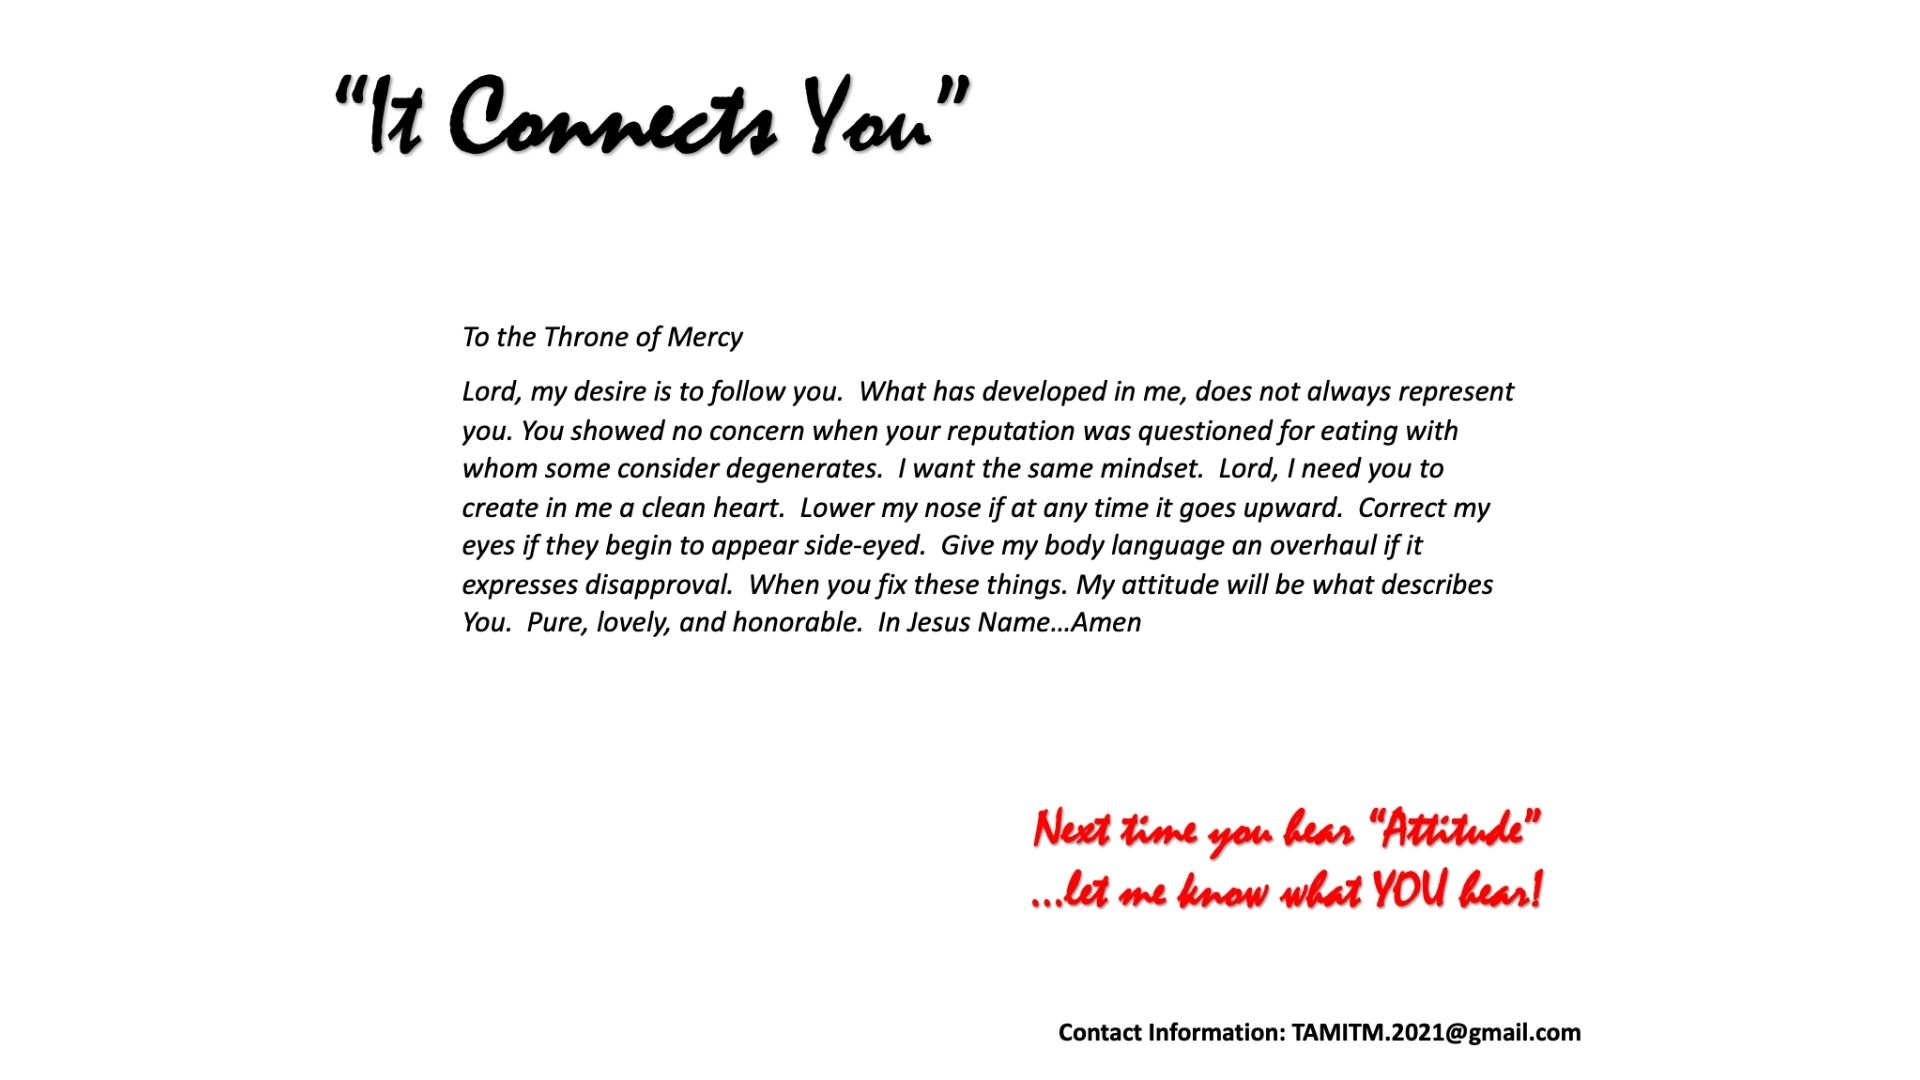 “It Connects You”
To the Throne of Mercy
Lord, my desire is to follow you.  What has developed in me, does not always represent
you. You showed no concern when your reputation was questioned for eating with
whom some consider degenerates.  I want the same mindset.  Lord, I need you to
create in me a clean heart.  Lower my nose if at any time it goes upward.  Correct my
eyes if they begin to appear side-eyed.  Give my body language an overhaul if it
expresses disapproval.  When you fix these things. My attitude will be what describes
You.  Pure, lovely, and honorable.  In Jesus Name…Amen
Next time you hear “Attitude”
…let me know what YOU hear!
Contact Information: TAMITM.2021@gmail.com